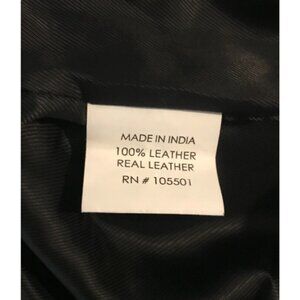 MADE IN INDIA
100% LEATHER
REAL LEATHER
RN # 105501